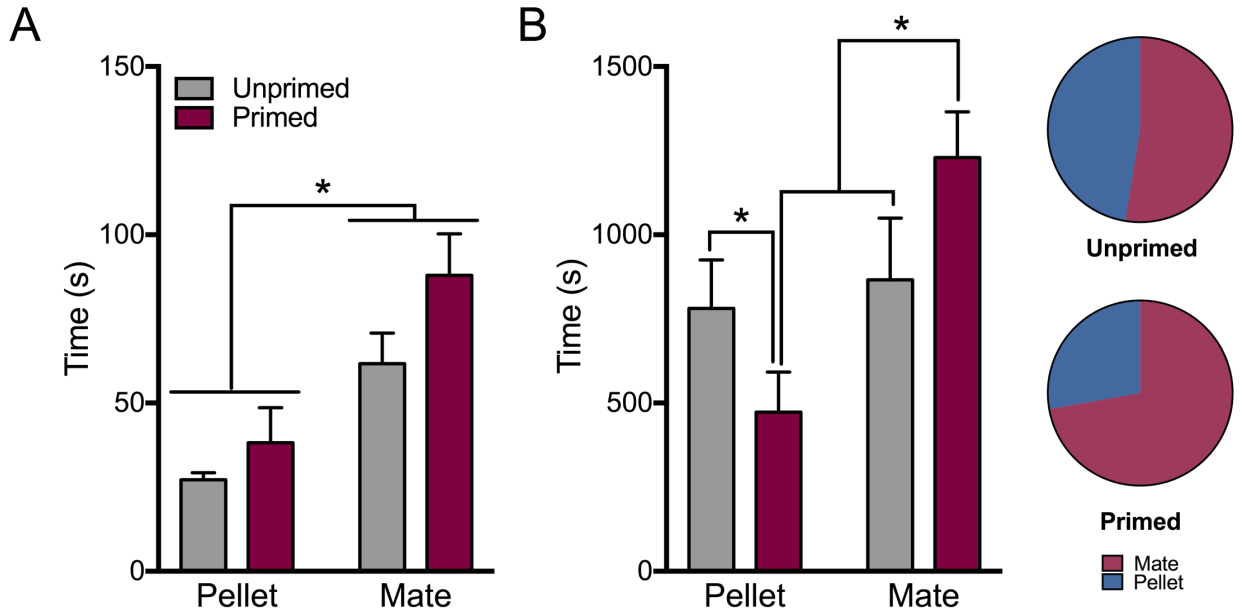 A
150
100
50
0
Time (s)
Unprimed
Primed
*
Pellet Mate
B
1500
1000
500
0
Time (s)
*
*
Pellet Mate
Unprimed
Primed
Mate
Pellet